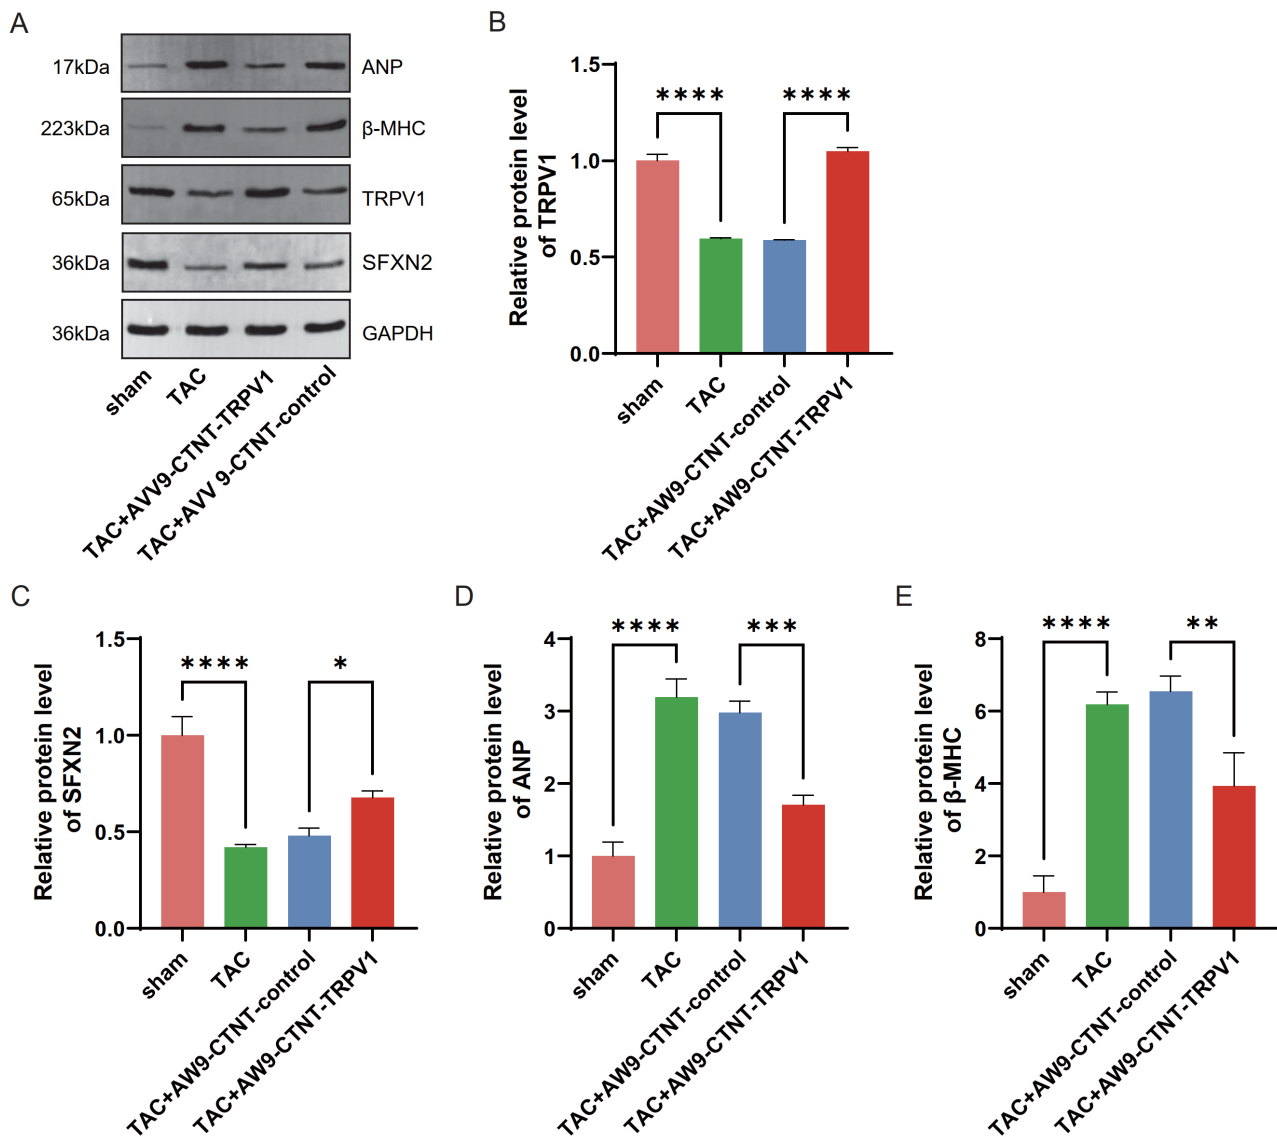 A
17kDa
ANP
223kDa
β-MHC
65kDa
TRPV1
36kDa
SFXN2
36kDa
GAPDH
sham
TAC
TAC+AVV9-CTNT-TRPV1
TAC+AVV 9-CTNT-control
B
Relative protein level
of TRPV1
1.5
1.0
0.5
0.0
****
****
sham
TAC
TAC+AW9-CTNT-control
TAC+AW9-CTNT-TRPV1
C
Relative protein level
of SFXN2
1.5
1.0
0.5
0.0
****
*
sham
TAC
TAC+AW9-CTNT-control
TAC+AW9-CTNT-TRPV1
D
Relative protein level
of ANP
4
3
2
1
0
****
***
sham
TAC
TAC+AW9-CTNT-control
TAC+AW9-CTNT-TRPV1
E
Relative protein level
of β-MHC
8
6
4
2
0
****
**
sham
TAC
TAC+AW9-CTNT-control
TAC+AW9-CTNT-TRPV1